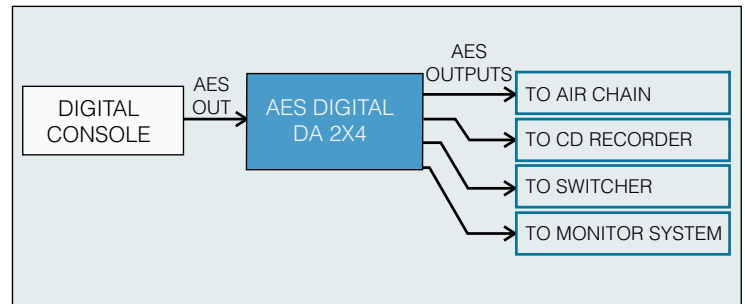 DIGITAL
CONSOLE
AES
OUT
AES DIGITAL
DA 2X4
AES
OUTPUTS
TO AIR CHAIN
TO CD RECORDER
TO SWITCHER
TO MONITOR SYSTEM